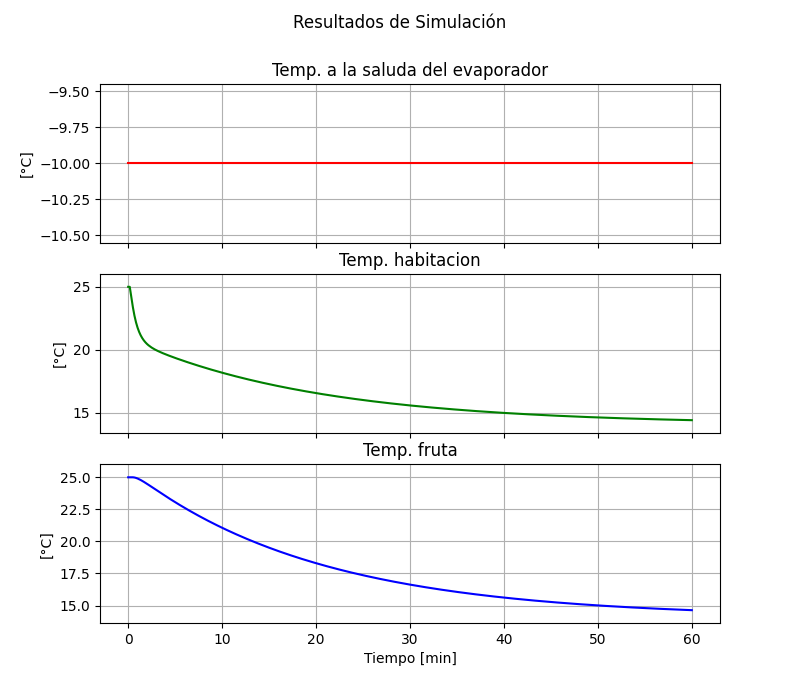 Resultados de Simulación
Temp. a la saluda del evaporador
−9.50
−9.75
−10.00
−10.25
−10.50
[°C]
Temp. habitacion
25
20
15
[°C]
Temp. fruta
25.0
22.5
20.0
17.5
15.0
[°C]
0 10 20 30 40 50 60
Tiempo [min]